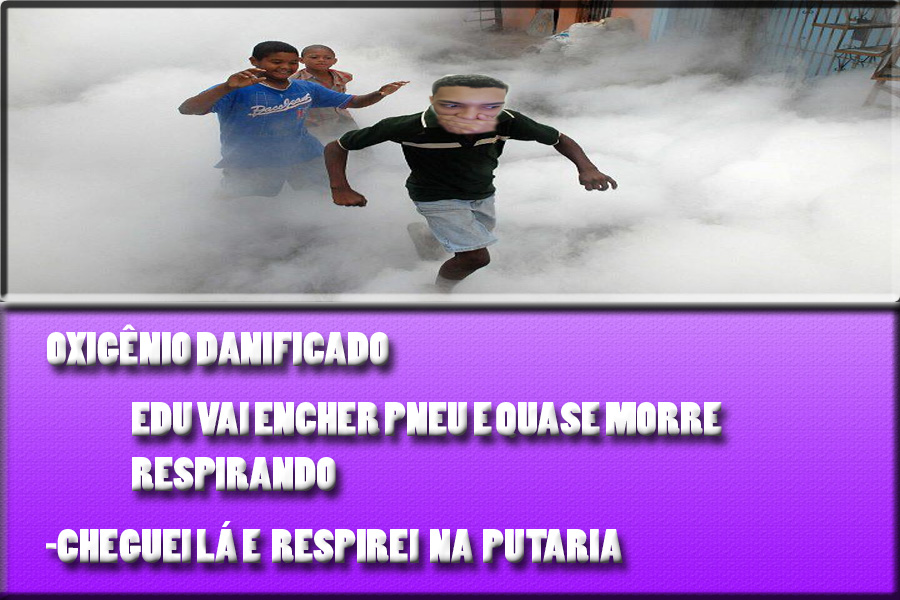 OXIGÊNIO DANIFICADO
EDU VAI ENCHER PNEU E QUASE MORRE
RESPIRANDO
-CHEGUEI LÁ E RESPIREI NA PUTARIA